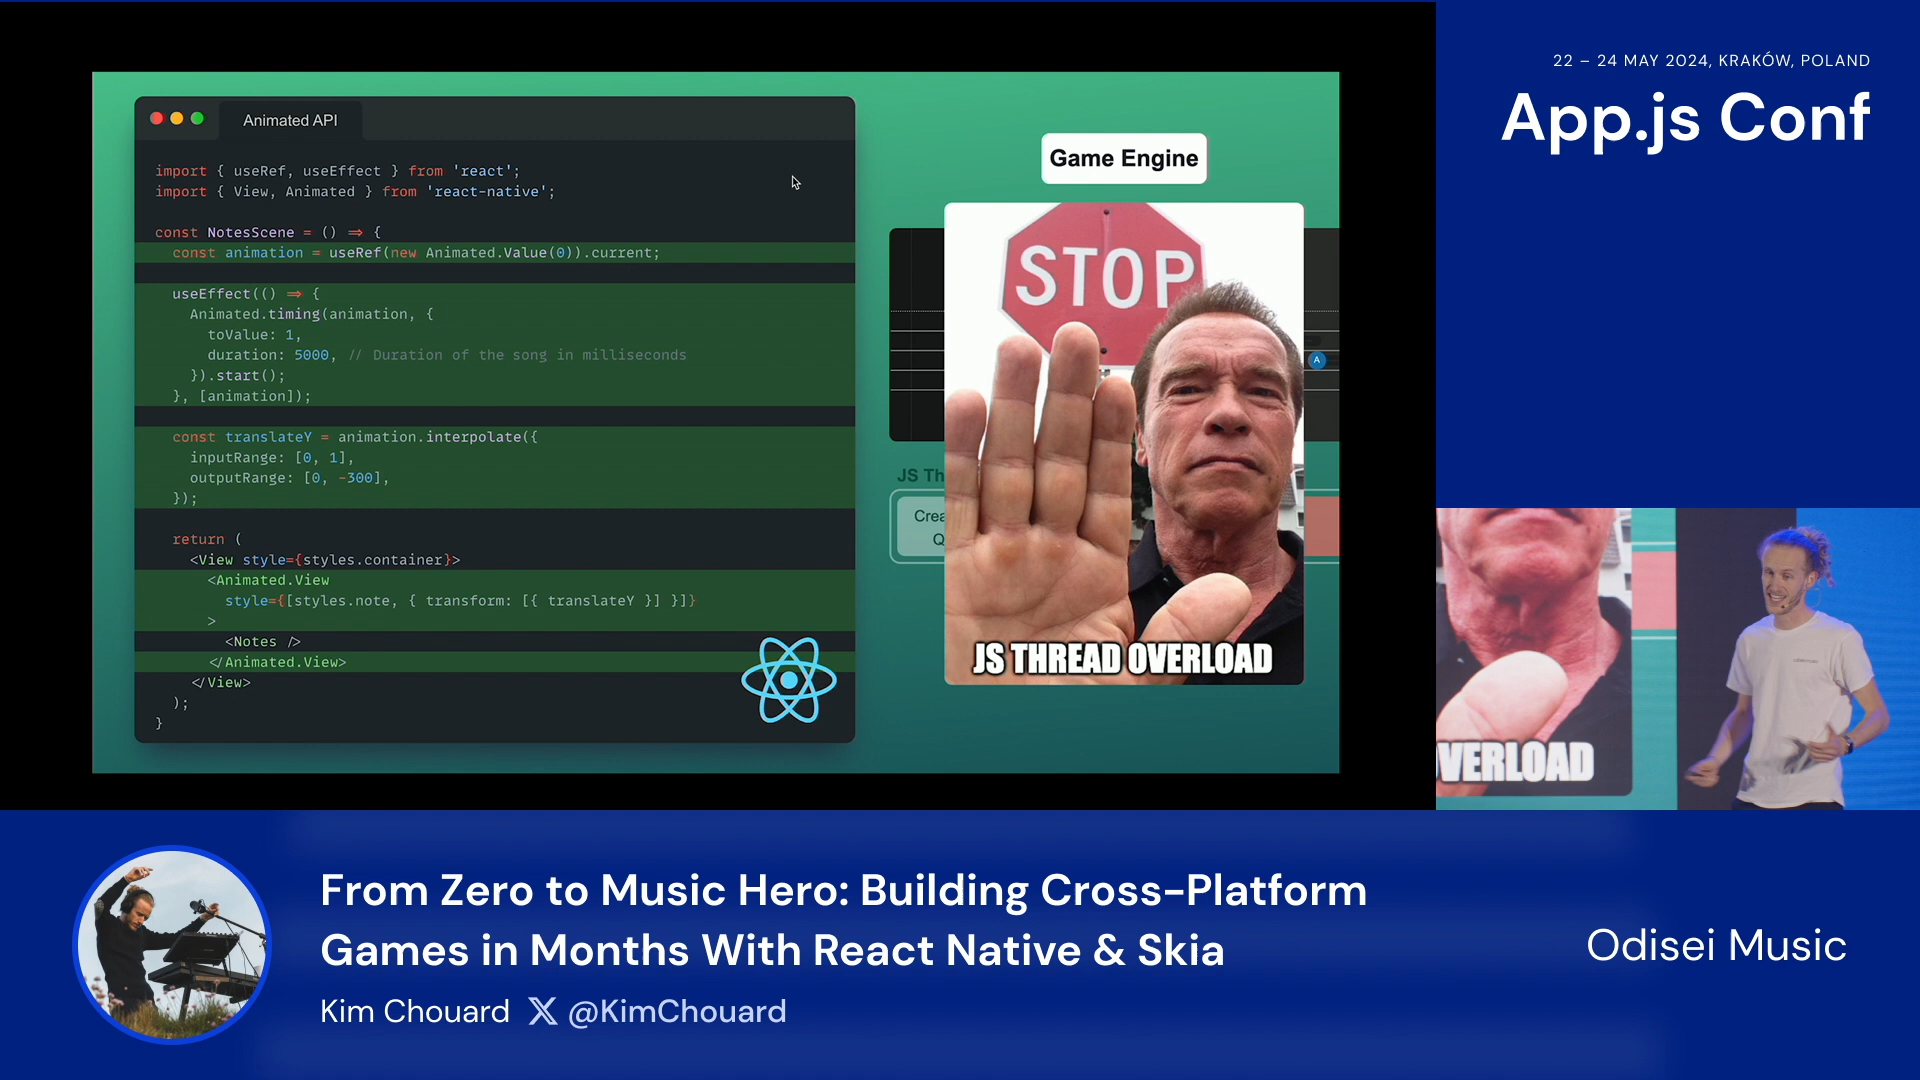 22 – 24 MAY 2024, KRAKÓW, POLAND
App.js Conf
Animated API
import { useRef, useEffect } from 'react';
import { View, Animated } from 'react-native';
const NotesScene = () ⇒ {
const animation = useRef(new Animated.Value(0)).current;
useEffect(() ⇒ {
Animated.timing(animation, {
toValue: 1,
duration: 5000, // Duration of the song in milliseconds
}).start();
}, [animation]);
const translateY = animation.interpolate({
inputRange: [0, 1],
outputRange: [0, -300],
});
return (
<View style={styles.container}>
<Animated.View
style={[styles.note, { transform: [{ translateY }] }]}
>
<Notes />
</Animated.View>
</View>
);
}
Game Engine
STOP
A
JS Th
Crea
Q
JS THREAD OVERLOAD
VERLOAD
From Zero to Music Hero: Building Cross-Platform
Games in Months With React Native & Skia
Kim Chouard X @KimChouard
Odisei Music